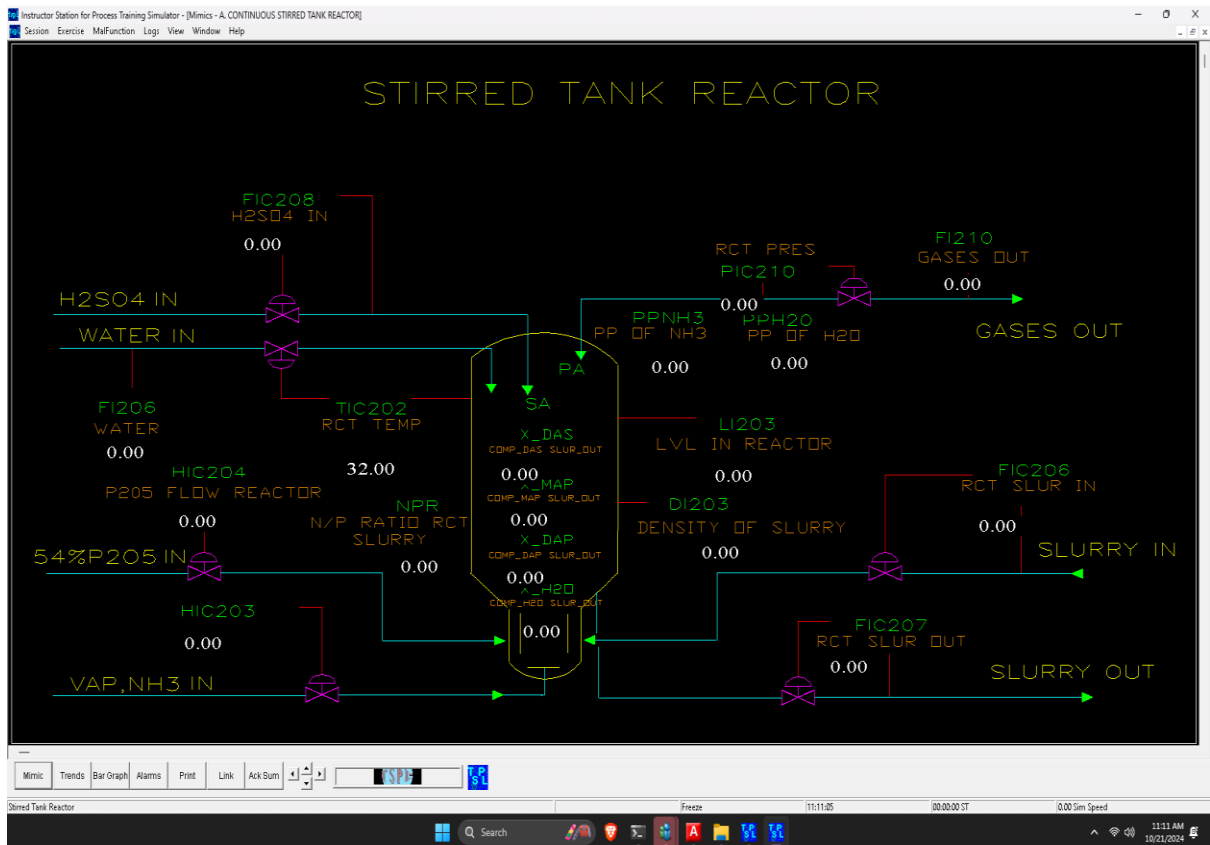 Instructor Station for Process Training Simulator - [Mimics - A. CONTINUOUS STIRRED TANK REACTOR]
Session Exercise MalFunction Logs View Window Help
STIRRED TANK REACTOR
FIC208
H2SO4 IN
0.00
H2SO4 IN
WATER IN
FI206
WATER
0.00
TIC202
RCT TEMP
32.00
HIC204
P205 FLOW REACTOR
0.00
NPR
N/P RATIO RCT
SLURRY
0.00
54%P2O5 IN
HIC203
0.00
VAP,NH3 IN
RCT PRES
PIC210
0.00
FI210
GASES OUT
0.00
GASES OUT
PPNH3
PP OF NH3
0.00
PPH20
PP OF H20
0.00
PA
SA
X_DAS
COMP_DAS SLUR_OUT
0.00
X_MAP
COMP_MAP SLUR_OUT
0.00
X_DAP
COMP_DAP SLUR_OUT
0.00
X_H2O
COMP_H2O SLUR_OUT
0.00
LI203
LVL IN REACTOR
0.00
DI203
DENSITY OF SLURRY
0.00
FIC206
RCT SLUR IN
0.00
SLURRY IN
FIC207
RCT SLUR OUT
0.00
SLURRY OUT
Mimic Trends Bar Graph Alarms Print Link Ack Sum
TPSL
Stirred Tank Reactor Freeze 11:11:05 00:00:00 ST 0.00 Sim Speed
Search
11:11 AM
10/21/2024